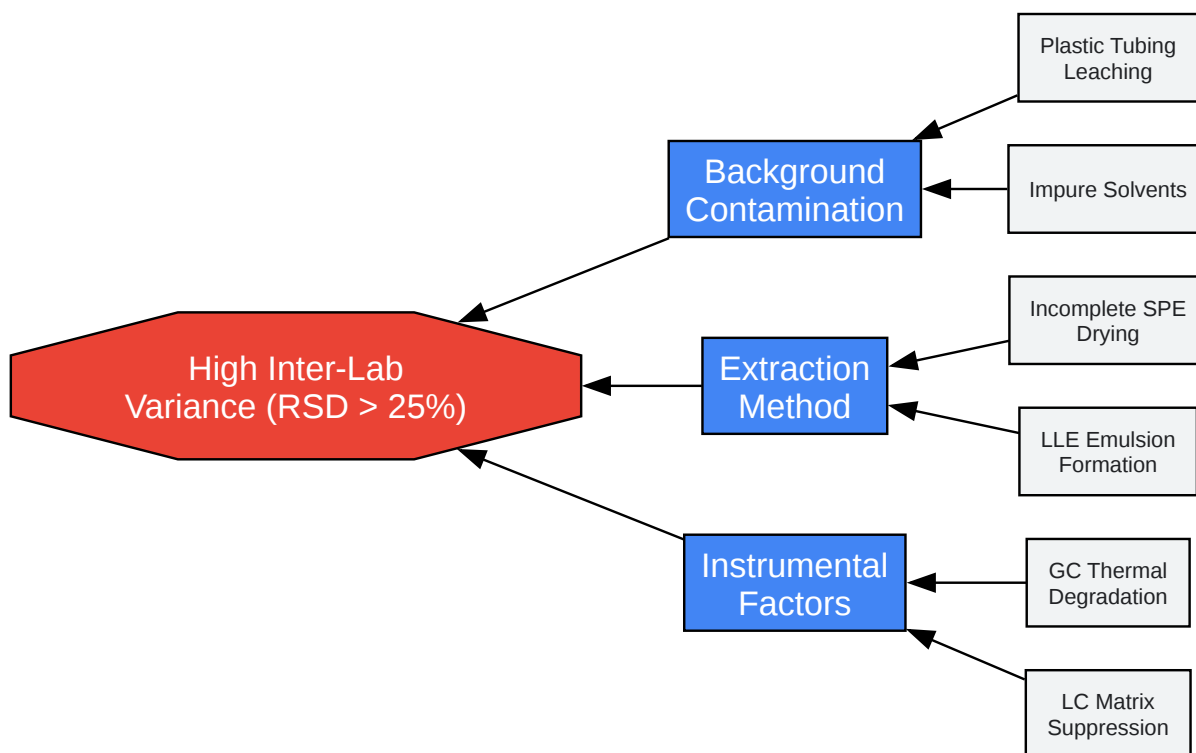 Plastic Tubing
Leaching
Background
Contamination
Impure Solvents
Incomplete SPE
Drying
High Inter-Lab
Variance (RSD > 25%)
Extraction
Method
LLE Emulsion
Formation
Instrumental
Factors
GC Thermal
Degradation
LC Matrix
Suppression